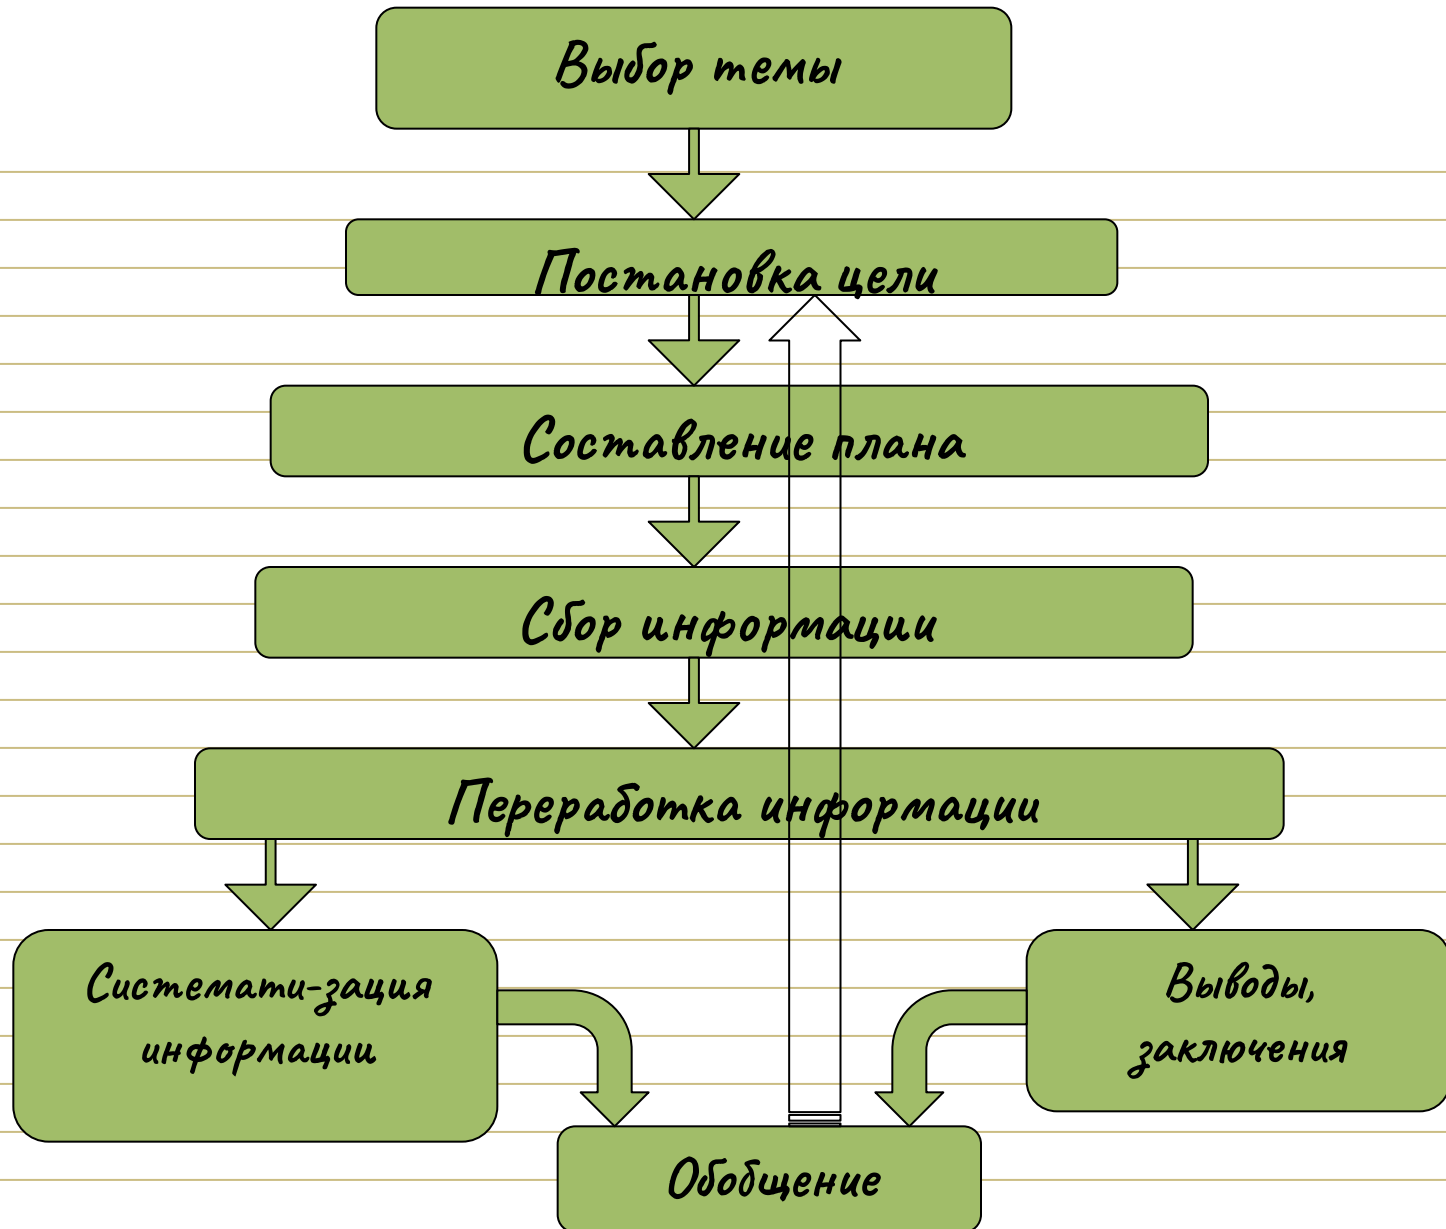 Выбор темы
Постановка цели
Составление плана
Сбор информации
Переработка информации
Системати-зация
информации
Выводы,
заключения
Обобщение